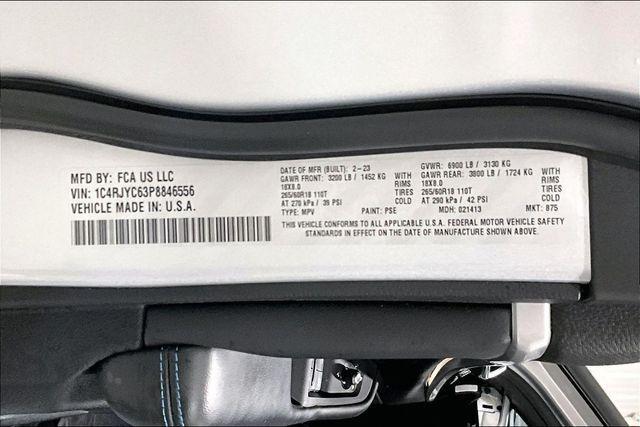 MFD BY: FCA US LLC
VIN: 1C4RJYC63P8846556
VEHICLE MADE IN: U.S.A.
DATE OF MFR (BUILT): 2-23 GVWR: 6900 LB / 3130 KG
GAWR FRONT: 3200 LB / 1452 KG WITH GAWR REAR: 3800 LB / 1724 KG WITH
18X8.0 RIMS 18X8.0 RIMS
265/60R18 110T TIRES 265/60R18 110T TIRES
AT 270 kPa / 39 PSI COLD AT 290 kPa / 42 PSI COLD
TYPE: MPV PAINT: PSE MDH: 021413 MKT: B75
THIS VEHICLE CONFORMS TO ALL APPLICABLE U.S.A. FEDERAL MOTOR VEHICLE SAFETY
STANDARDS IN EFFECT ON THE DATE OF MANUFACTURE SHOWN ABOVE.